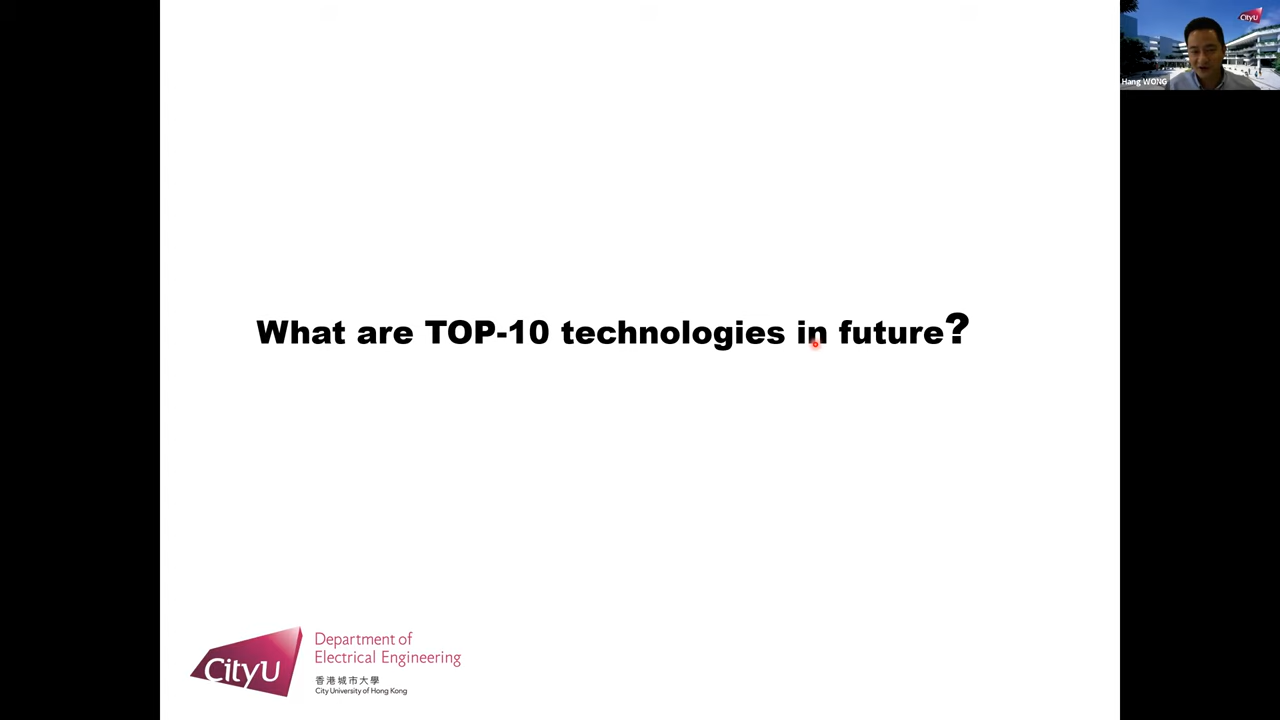 CityU
Hang WONG
What are TOP-10 technologies in future?
CityU
Department of
Electrical Engineering
香港城市大學
City University of Hong Kong